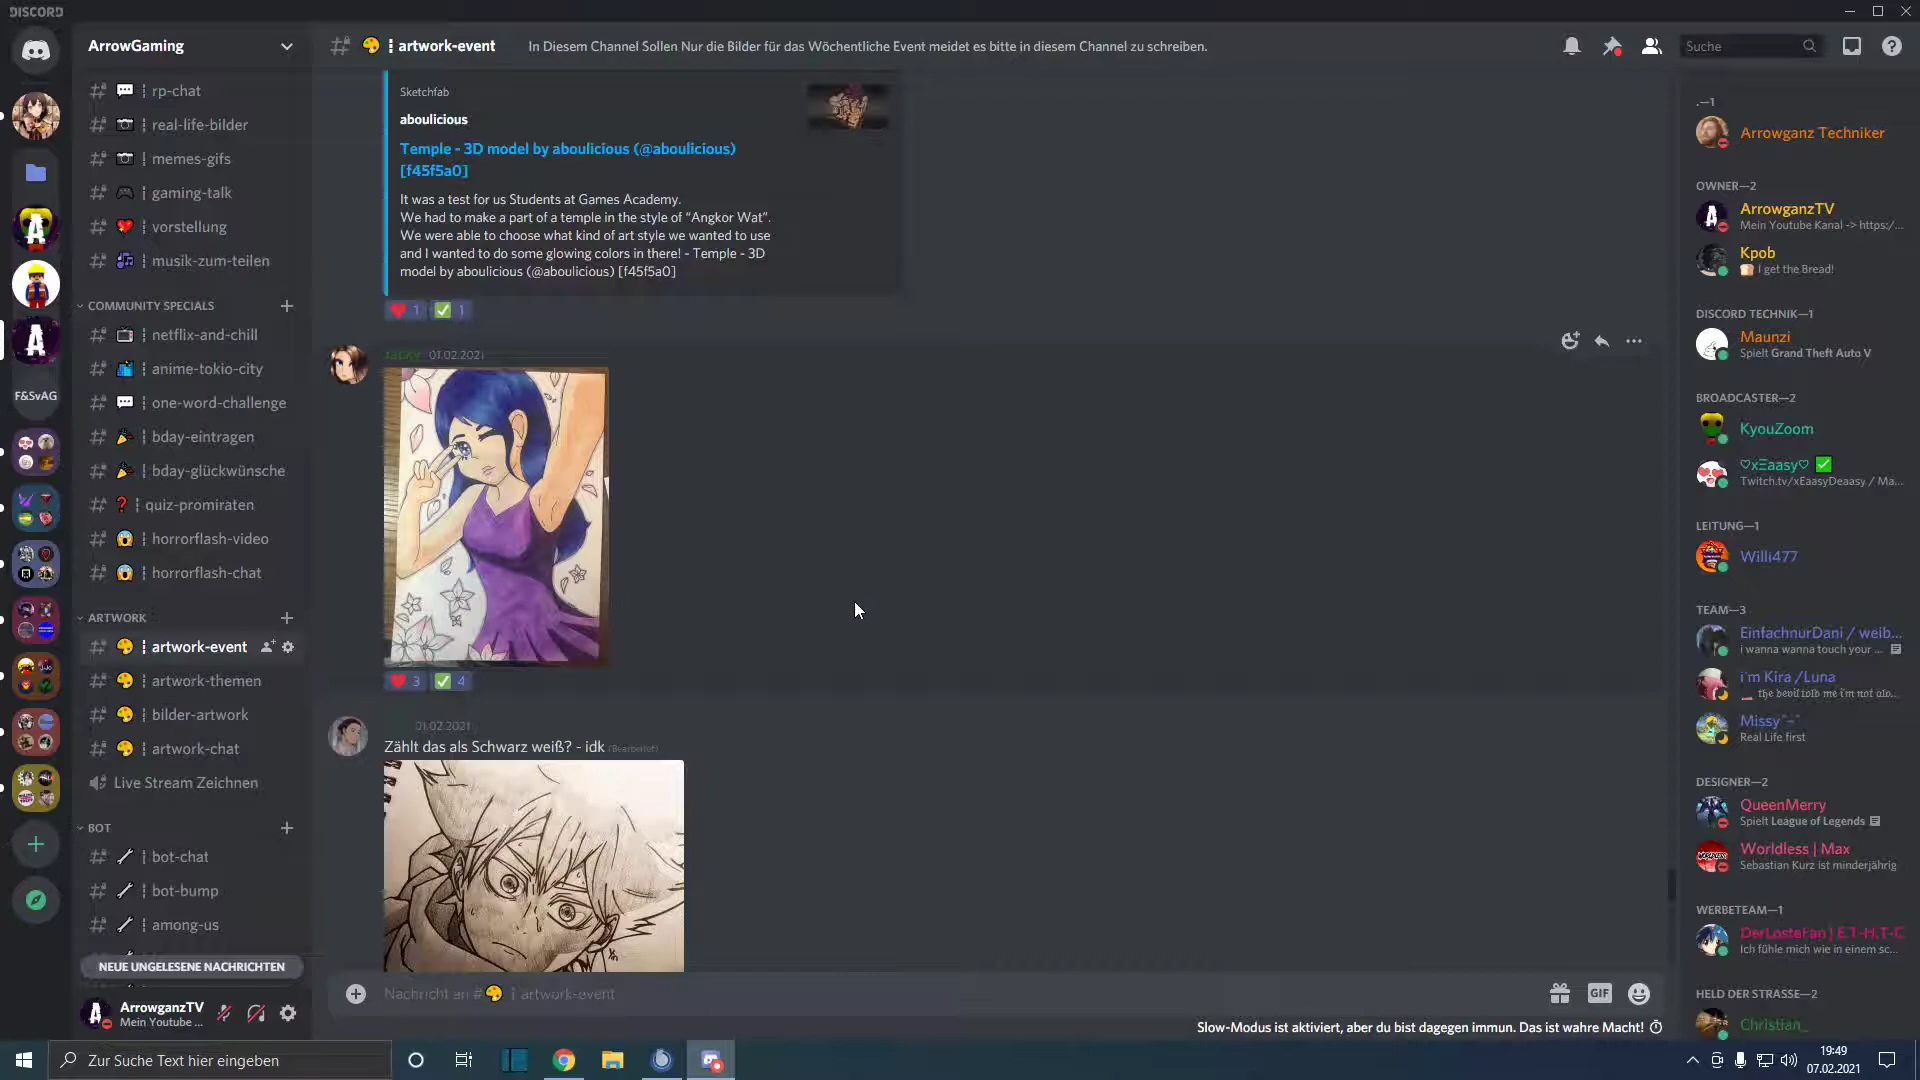 DISCORD
ArrowGaming
rp-chat
real-life-bilder
memes-gifs
gaming-talk
vorstellung
musik-zum-teilen
COMMUNITY SPECIALS
netflix-and-chill
anime-tokio-city
one-word-challenge
bday-eintragen
bday-glückwünsche
quiz-promiraten
horrorflash-video
horrorflash-chat
ARTWORK
artwork-event
artwork-themen
bilder-artwork
artwork-chat
Live Stream Zeichnen
BOT
bot-chat
bot-bump
among-us
NEUE UNGELESENE NACHRICHTEN
ArrowganzTV
Mein Youtube ...
F&SvAG
artwork-event
In Diesem Channel Sollen Nur die Bilder für das Wöchentliche Event meidet es bitte in diesem Channel zu schreiben.
Suche
Sketchfab
aboulicious
Temple - 3D model by aboulicious (@aboulicious)
[f45f5a0]
It was a test for us Students at Games Academy.
We had to make a part of a temple in the style of “Angkor Wat”.
We were able to choose what kind of art style we wanted to use
and I wanted to do some glowing colors in there! - Temple - 3D
model by aboulicious (@aboulicious) [f45f5a0]
1 1
01.02.2021
3 4
01.02.2021
Zählt das als Schwarz weiß? - idk (Bearbeitet)
Nachricht an # artwork-event
GIF
Slow-Modus ist aktiviert, aber du bist dagegen immun. Das ist wahre Macht!
.—1
Arrowganz Techniker
OWNER—2
ArrowganzTV
Mein Youtube Kanal -> https:/...
Kpob
I get the Bread!
DISCORD TECHNIK—1
Maunzi
Spielt Grand Theft Auto V
BROADCASTER—2
KyouZoom
♡xΞaasy♡
Twitch.tv/xEaasyDeaasy / Ma...
LEITUNG—1
Willi477
TEAM—3
EinfachnurDani / weib...
i wanna wanna touch your ...
i'm Kira /Luna
the devil told me i'm not alo...
Missy ~
Real Life first
DESIGNER—2
QueenMerry
Spielt League of Legends
Worldless | Max
Sebastian Kurz ist minderjährig
WERBETEAM—1
DerLosteFan | E.T-H.T-C
Ich fühle mich wie in einem sc...
HELD DER STRASSE—2
Christian_
Zur Suche Text hier eingeben
19:49
07.02.2021